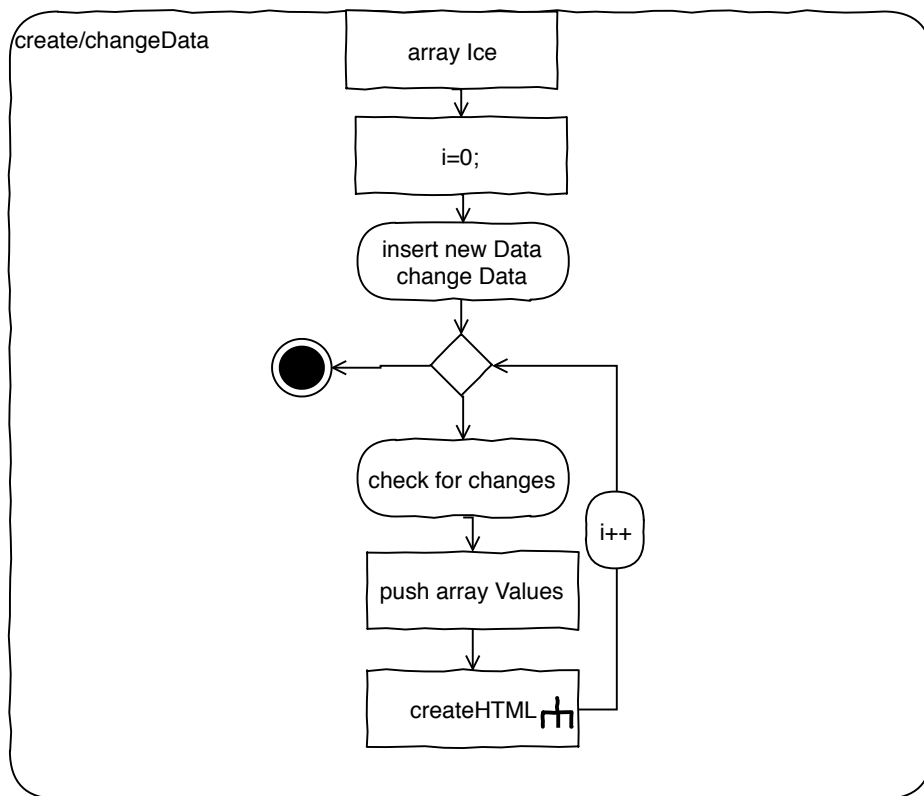 create/changeData
array Ice
i=0;
insert new Data
change Data
check for changes
i++
push array Values
createHTML